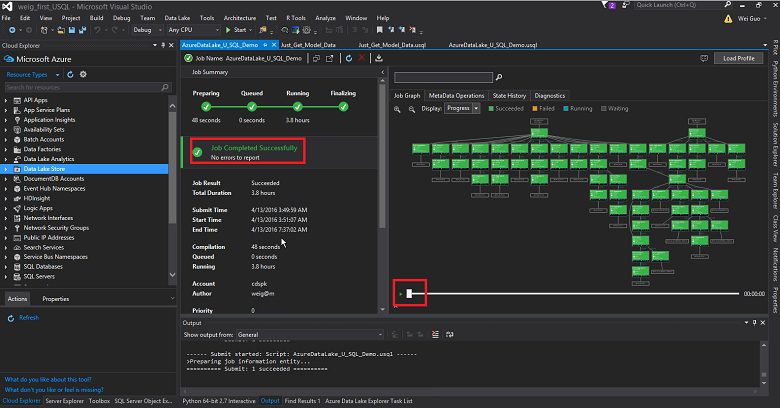 weig_first_USQL - Microsoft Visual Studio
2
Quick Launch (Ctrl+Q)
File Edit View Project Build Debug Team Data Lake Tools Architecture Test R Tools Analyze Window Help
Wei Guo
Debug Any CPU Start
Cloud Explorer
Microsoft Azure
Resource Types
Search for resources
API Apps
App Service Plans
Application Insights
Availability Sets
Batch Accounts
Data Factories
Data Lake Analytics
Data Lake Store
DocumentDB Accounts
Event Hub Namespaces
HDInsight
Logic Apps
Network Interfaces
Network Security Groups
Public IP Addresses
Search Services
Service Bus Namespaces
SQL Databases
SQL Servers
Actions Properties
Refresh
What do you like about this tool?
What don't you like or feel is missing?
Cloud Explorer Server Explorer Toolbox SQL Server Object Ex...
AzureDataLake_U_SQL_Demo Just_Get_Model_Data Just_Get_Model_Data.usql AzureDataLake_U_SQL_Demo.usql
Job Name: AzureDataLake_U_SQL_Demo
Load Profile
Job Summary
Preparing Queued Running Finalizing
48 seconds 0 seconds 3.8 hours
Job Completed Successfully
No errors to report
Job Result Succeeded
Total Duration 3.8 hours
Submit Time 4/13/2016 3:49:59 AM
Start Time 4/13/2016 3:51:07 AM
End Time 4/13/2016 7:37:02 AM
Compilation 48 seconds
Queued 0 seconds
Running 3.8 hours
Account cdspk
Author weig@m
Priority 0
Job Graph MetaData Operations State History Diagnostics
Display: Progress Succeeded Failed Running Waiting
00:00:00
Output
Show output from: General
------ Submit started: Script: AzureDataLake_U_SQL_Demo.usql ------
>Preparing job information entity...
========== Submit: 1 succeeded ==========
Python 64-bit 2.7 Interactive Output Find Results 1 Azure Data Lake Explorer Task List
R Plot
Python Environments
Solution Explorer
Team Explorer
Class View
Notifications
Properties